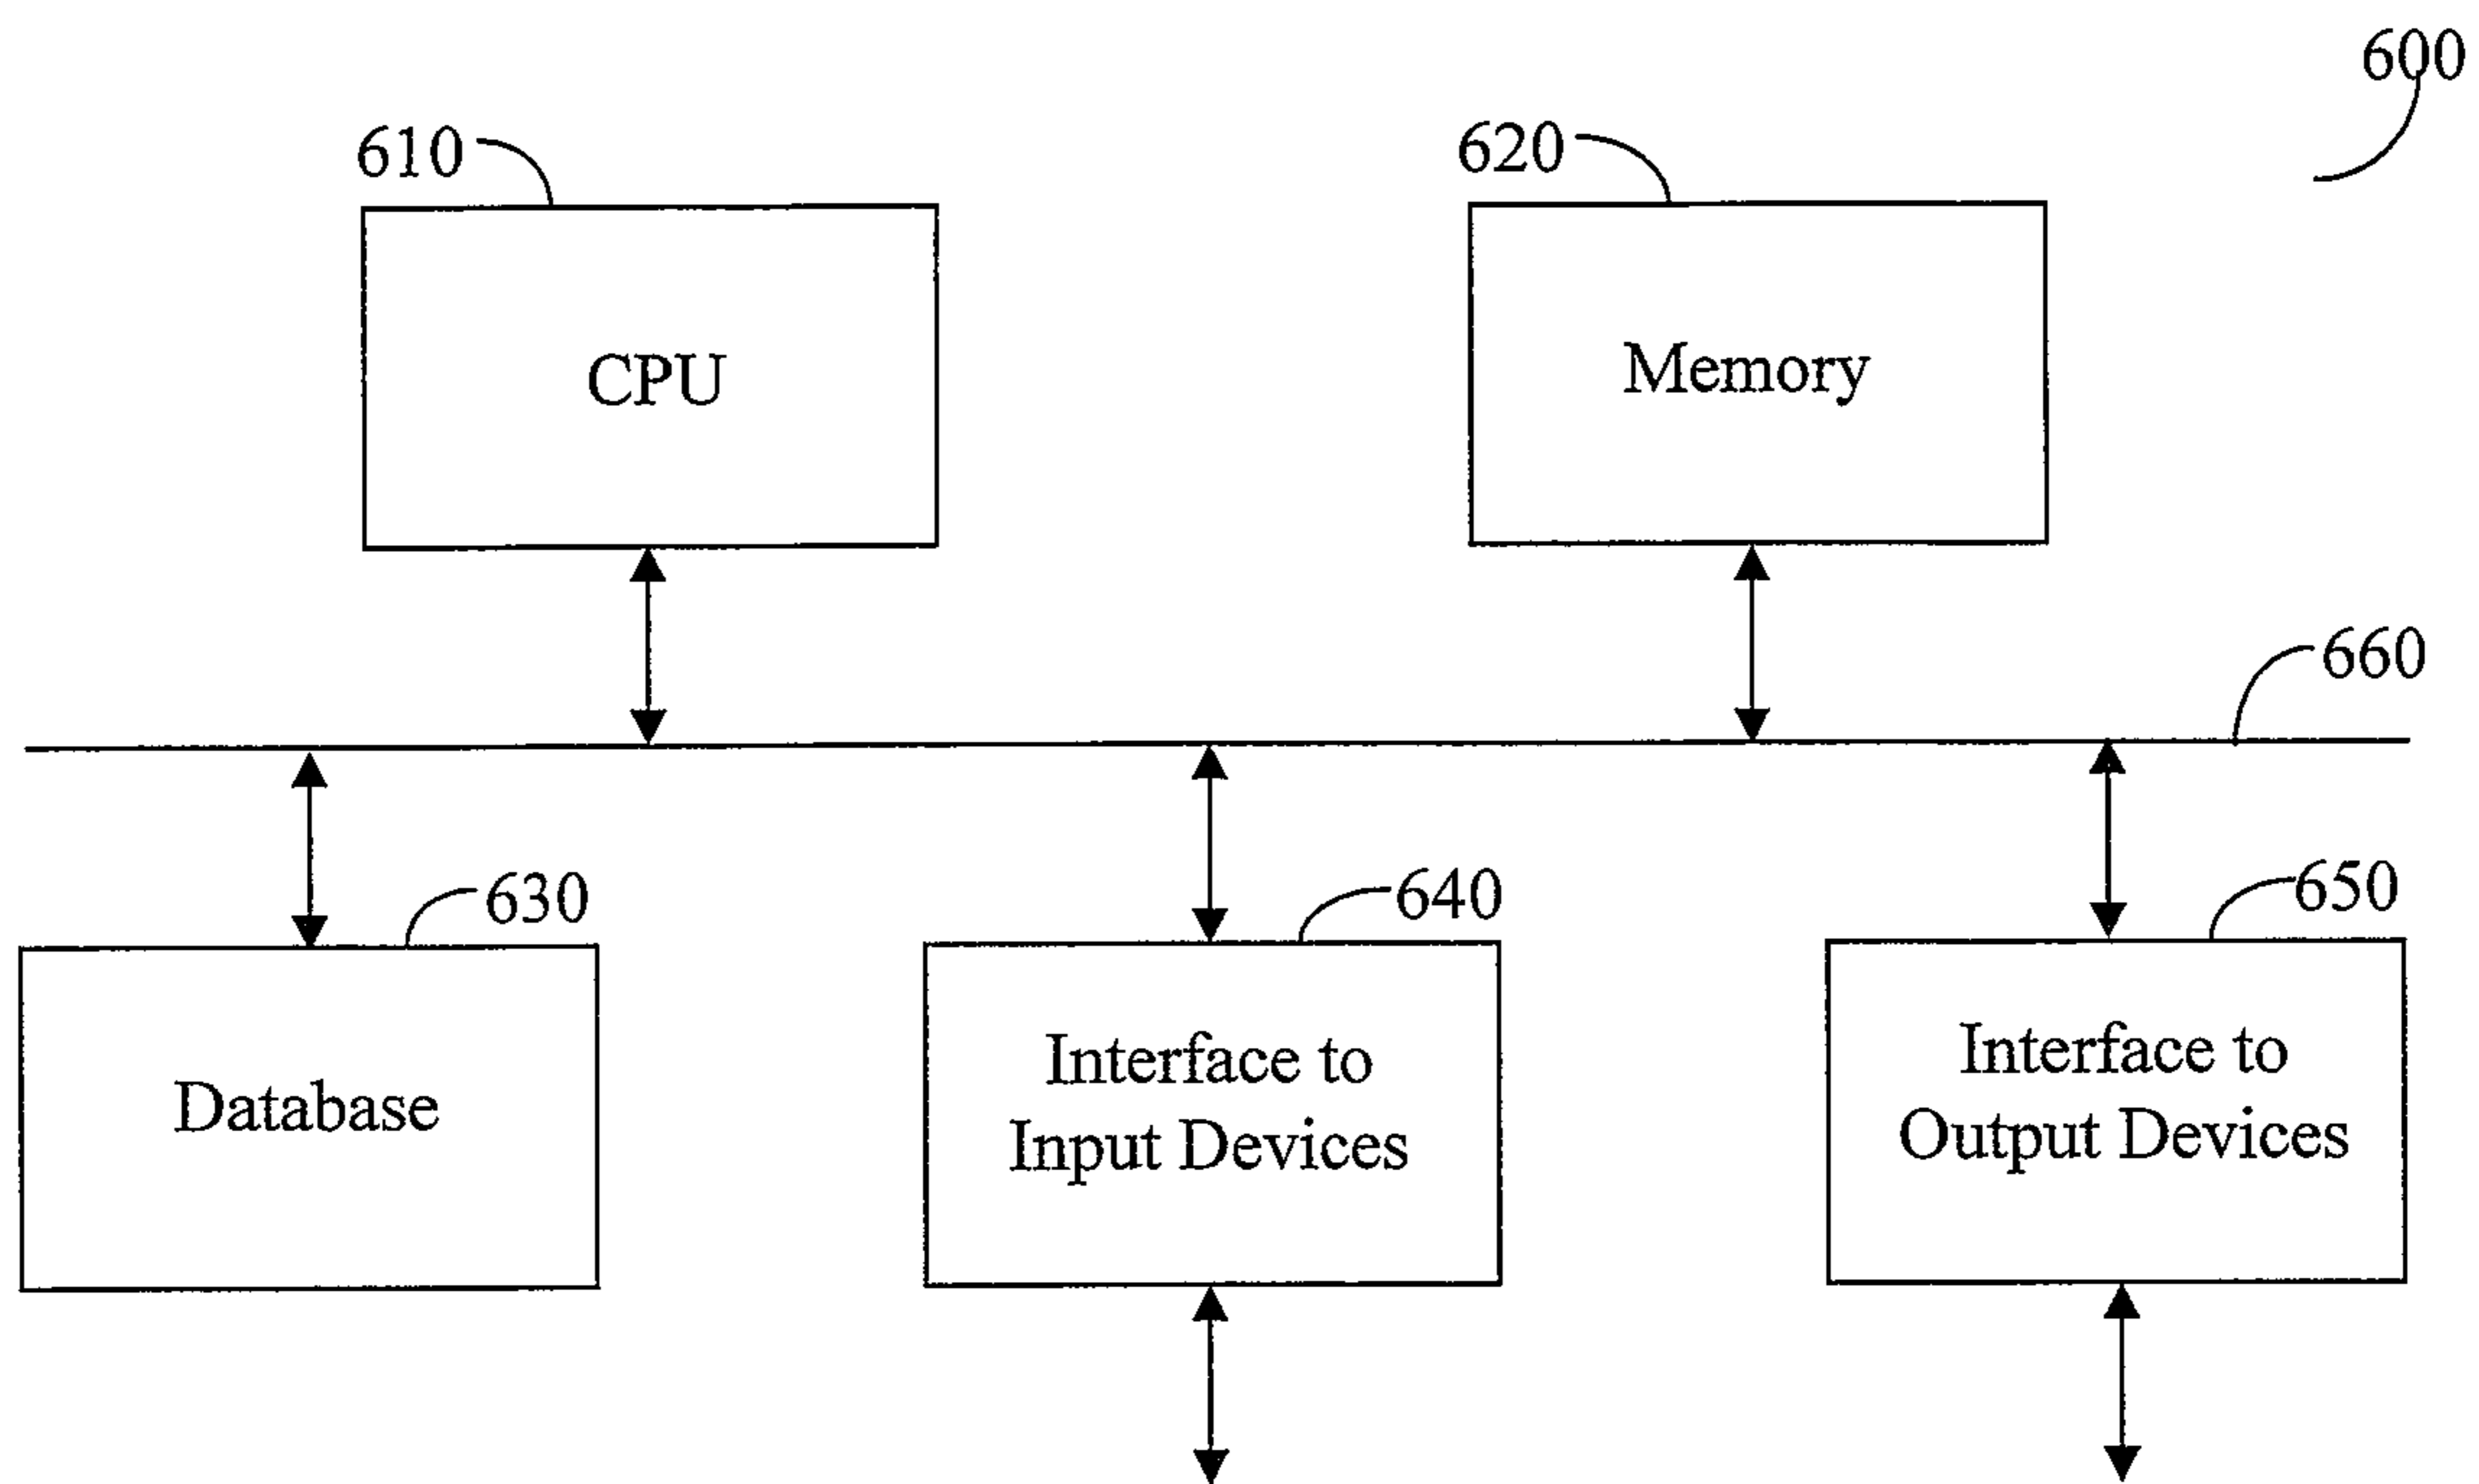 600
610
620
CPU
Memory
660
630
640
650
Database
Interface to
Input Devices
Interface to
Output Devices